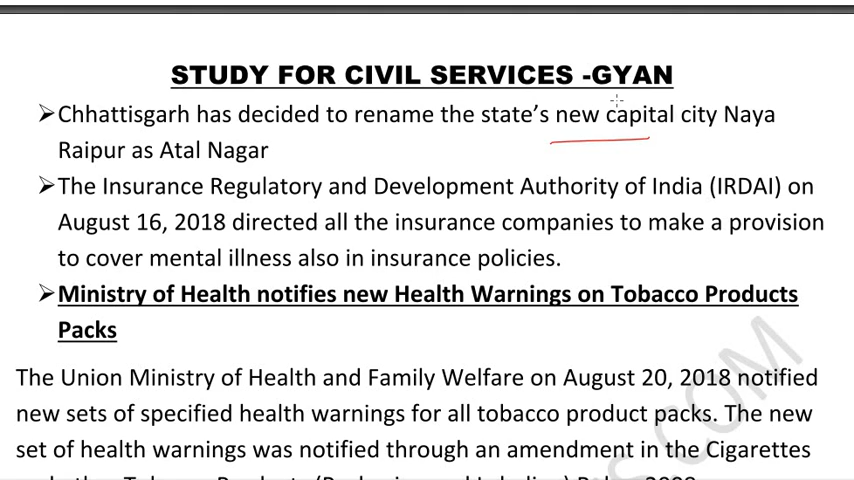 STUDY FOR CIVIL SERVICES -GYAN
➢Chhattisgarh has decided to rename the state’s new capital city Naya
Raipur as Atal Nagar
➢The Insurance Regulatory and Development Authority of India (IRDAI) on
August 16, 2018 directed all the insurance companies to make a provision
to cover mental illness also in insurance policies.
➢Ministry of Health notifies new Health Warnings on Tobacco Products
Packs
The Union Ministry of Health and Family Welfare on August 20, 2018 notified
new sets of specified health warnings for all tobacco product packs. The new
set of health warnings was notified through an amendment in the Cigarettes